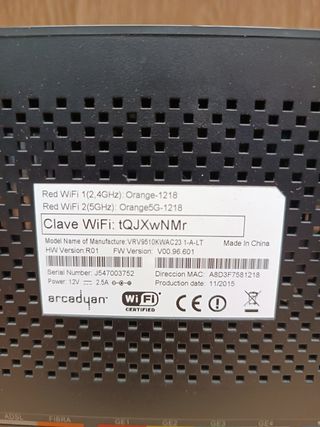 Red WiFi 1(2,4GHz): Orange-1218
Red WiFi 2(5GHz): Orange5G-1218
Clave WiFi: tQJXwNMr
Model Name of Manufacture: VRV9510KWAC23 1-A-LT Made In China
HW Version: R01 FW Version: V00.96.601
Serial Number: J547003752 Direccion MAC: A8D3F7581218
Power: 12V 2.5A Production date: 11/2015
arcadyan WiFi CERTIFIED CE
ADSL FIBRA GE1 GE2 GE3 GE4